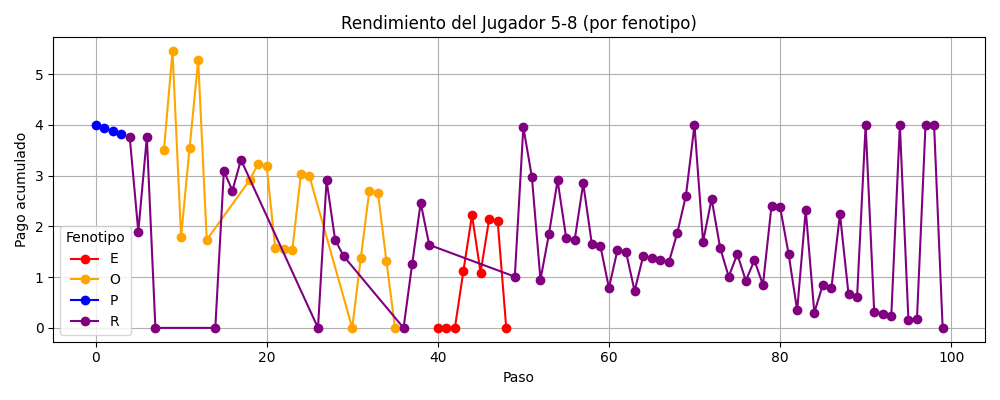 Rendimiento del Jugador 5-8 (por fenotipo)
Pago acumulado
5
4
3
2
1
0
Fenotipo
E
O
P
R
0 20 40 60 80 100
Paso